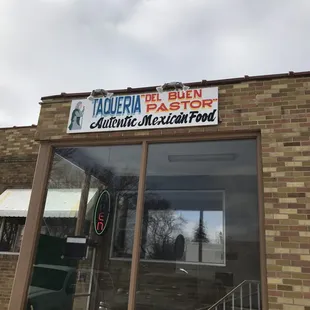 TAQUERIA "DEL BUEN
PASTOR"
Autentic Mexican Food